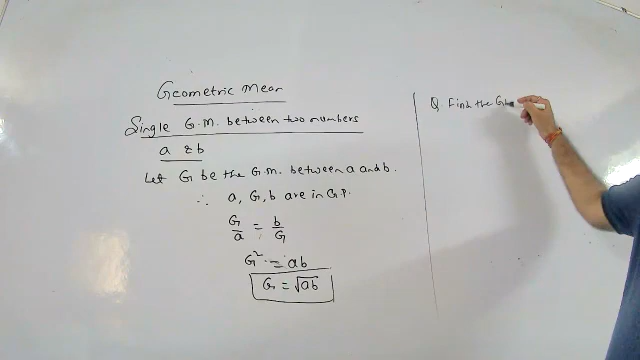 Geometric Mean
Single G.M. between two numbers
a & b
Let G be the G.M. between a and b.
∴ a, G, b are in G.P.
G/a = b/G
G² = ab
G = √ab
Q. Find the G